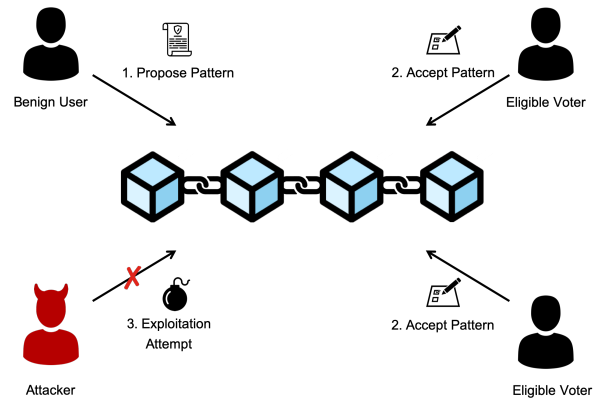 1. Propose Pattern
2. Accept Pattern
Benign User
Eligible Voter
3. Exploitation
Attempt
2. Accept Pattern
Attacker
Eligible Voter